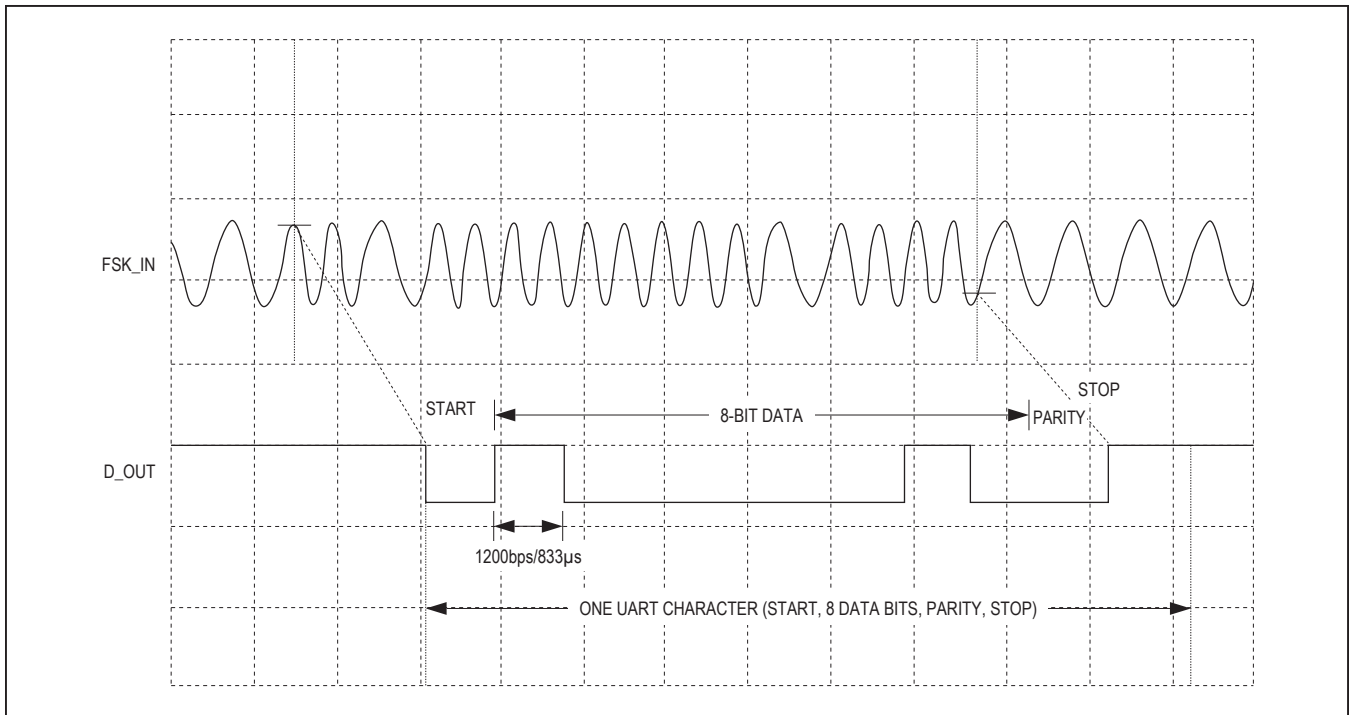 FSK_IN
STOP
START
8-BIT DATA
PARITY
D_OUT
1200bps/833µs
ONE UART CHARACTER (START, 8 DATA BITS, PARITY, STOP)